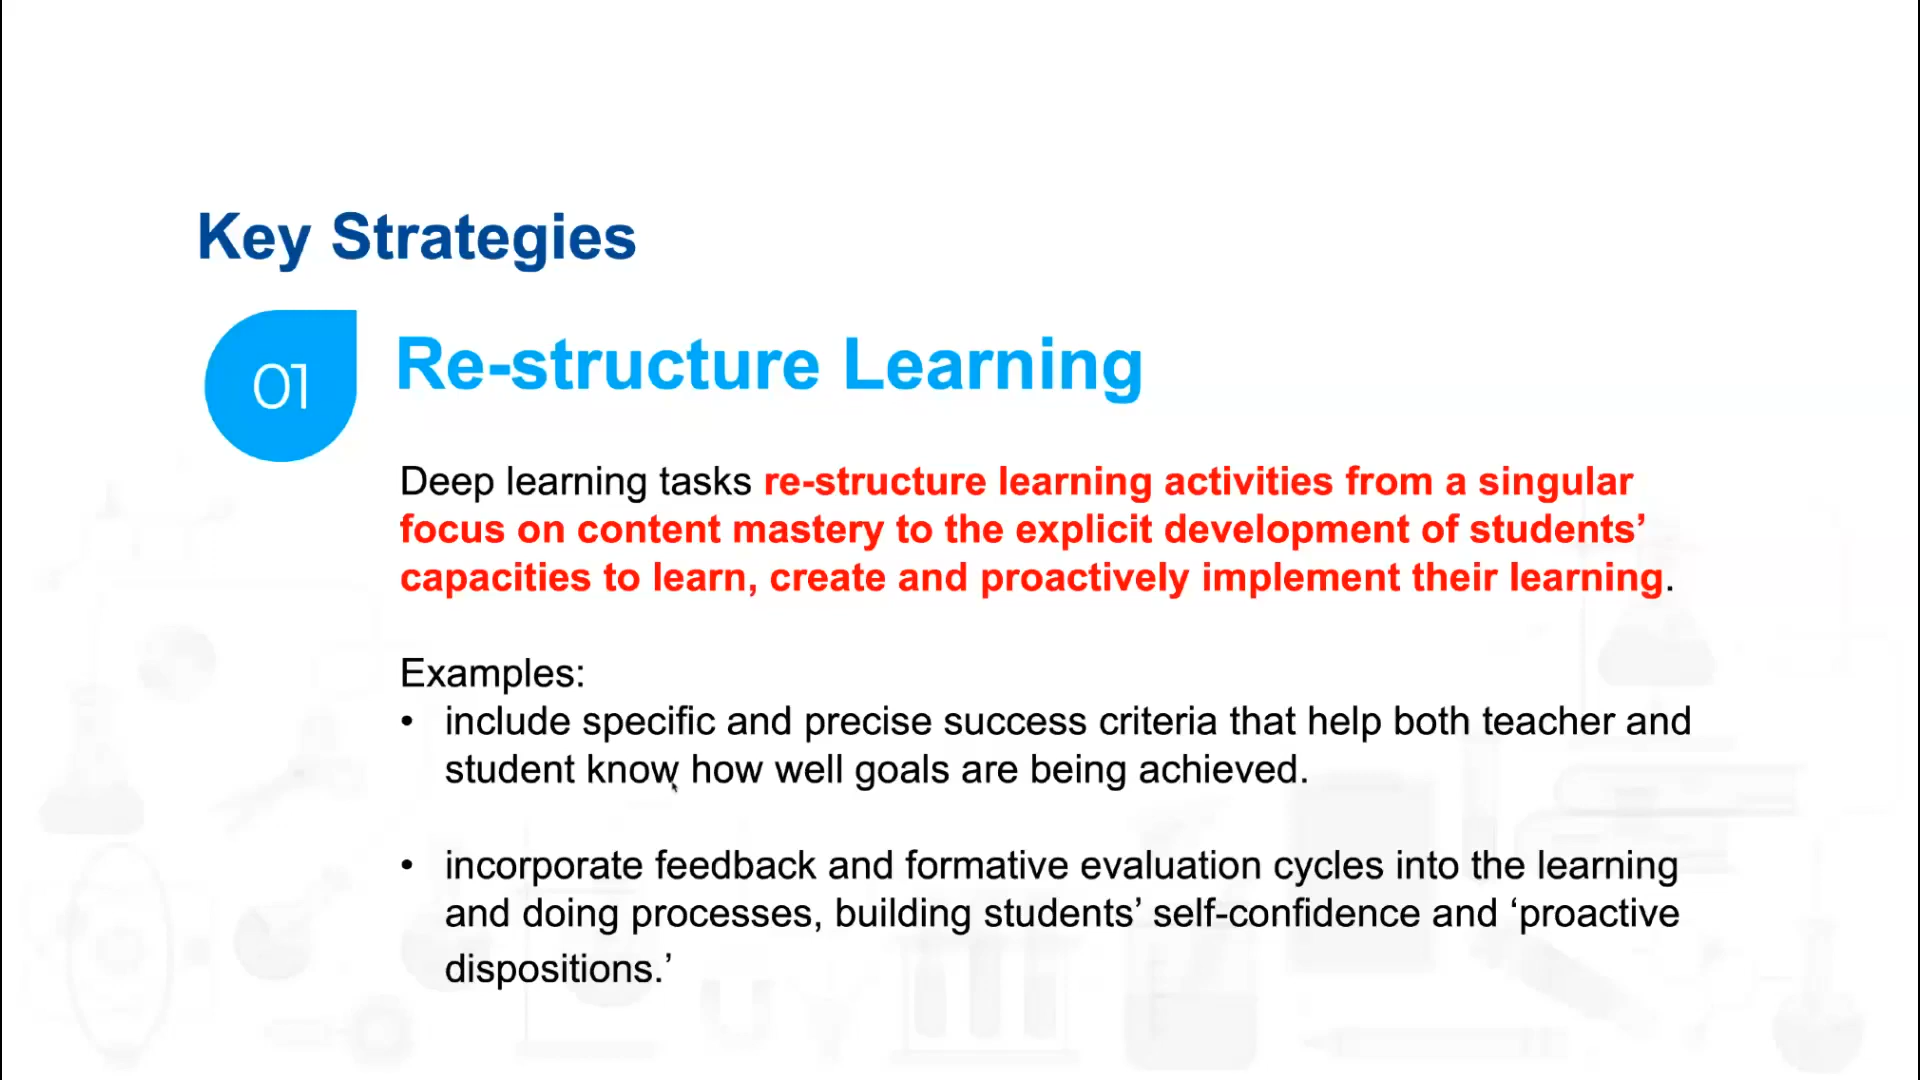 Key Strategies
01
Re-structure Learning
Deep learning tasks re-structure learning activities from a singular
focus on content mastery to the explicit development of students’
capacities to learn, create and proactively implement their learning.
Examples:
• include specific and precise success criteria that help both teacher and
student know how well goals are being achieved.
• incorporate feedback and formative evaluation cycles into the learning
and doing processes, building students’ self-confidence and ‘proactive
dispositions.’